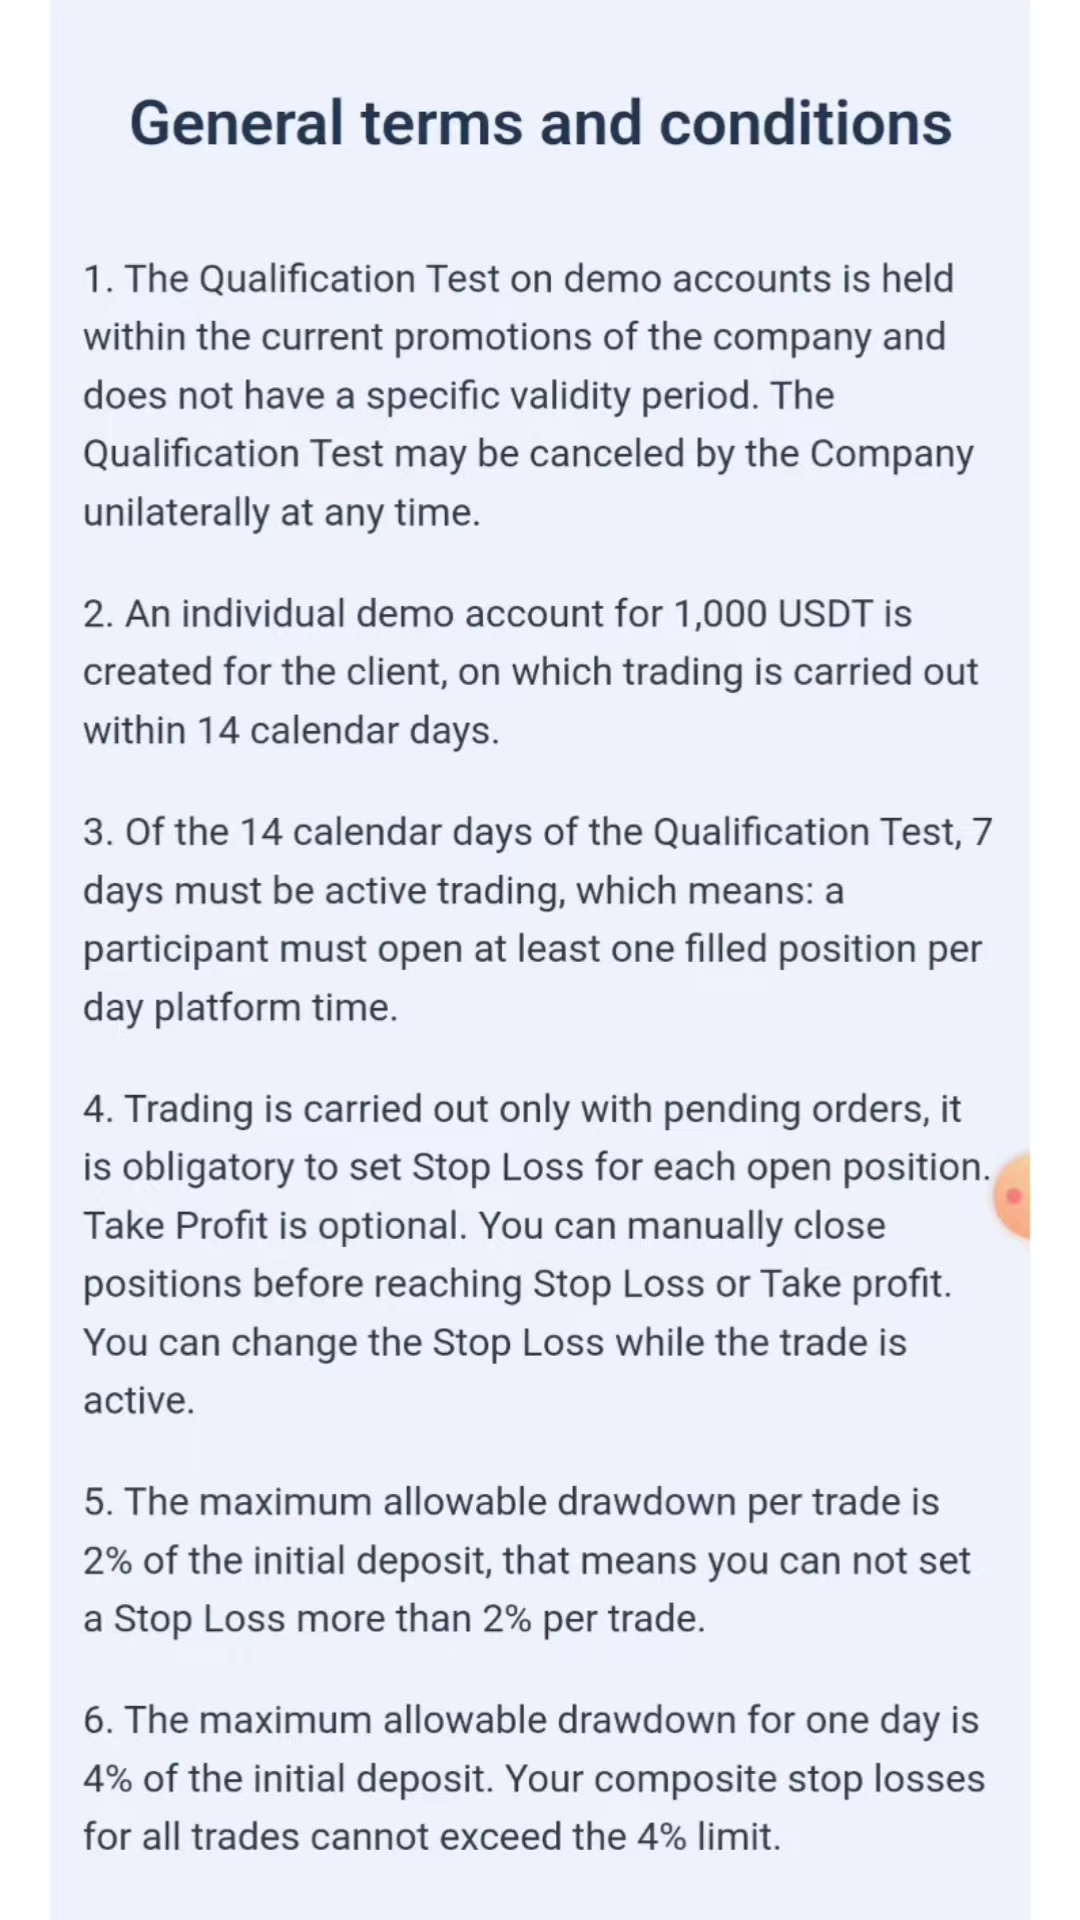 General terms and conditions
1. The Qualification Test on demo accounts is held
within the current promotions of the company and
does not have a specific validity period. The
Qualification Test may be canceled by the Company
unilaterally at any time.
2. An individual demo account for 1,000 USDT is
created for the client, on which trading is carried out
within 14 calendar days.
3. Of the 14 calendar days of the Qualification Test, 7
days must be active trading, which means: a
participant must open at least one filled position per
day platform time.
4. Trading is carried out only with pending orders, it
is obligatory to set Stop Loss for each open position.
Take Profit is optional. You can manually close
positions before reaching Stop Loss or Take profit.
You can change the Stop Loss while the trade is
active.
5. The maximum allowable drawdown per trade is
2% of the initial deposit, that means you can not set
a Stop Loss more than 2% per trade.
6. The maximum allowable drawdown for one day is
4% of the initial deposit. Your composite stop losses
for all trades cannot exceed the 4% limit.